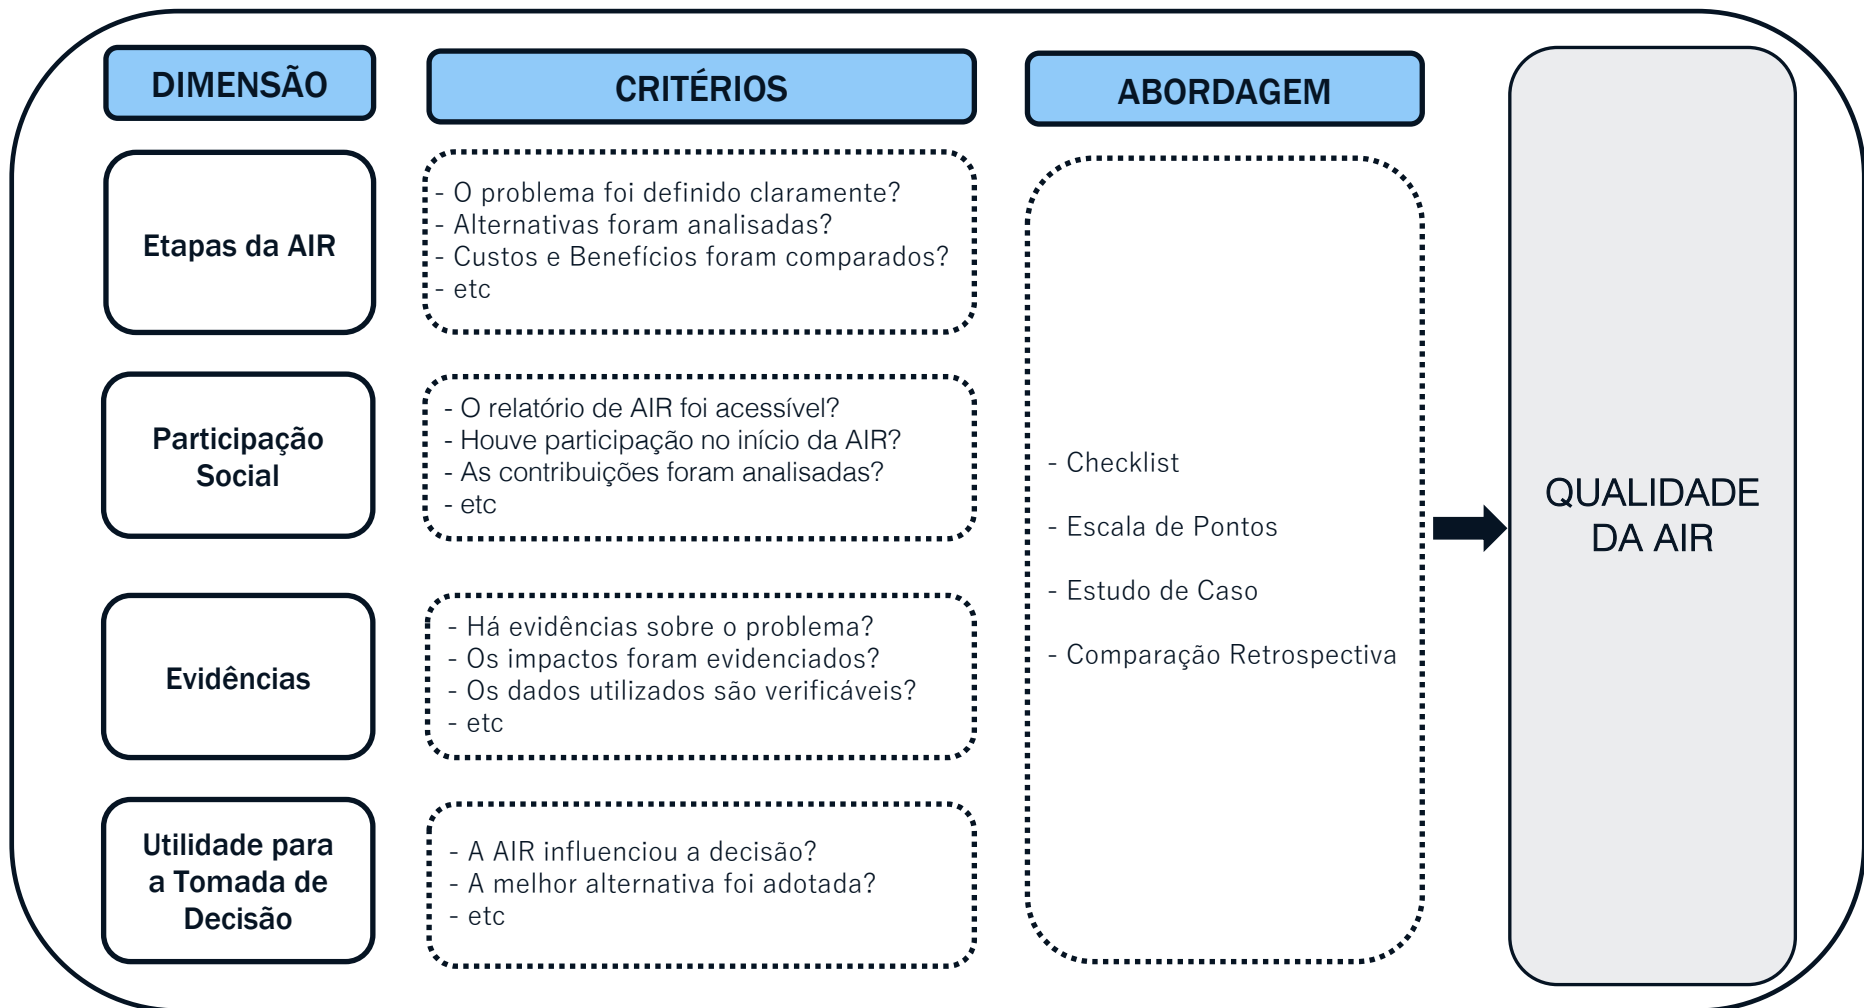 DIMENSÃO
CRITÉRIOS
ABORDAGEM
Etapas da AIR
- O problema foi definido claramente?
- Alternativas foram analisadas?
- Custos e Benefícios foram comparados?
- etc
Participação
Social
- O relatório de AIR foi acessível?
- Houve participação no início da AIR?
- As contribuições foram analisadas?
- etc
Evidências
- Há evidências sobre o problema?
- Os impactos foram evidenciados?
- Os dados utilizados são verificáveis?
- etc
Utilidade para
a Tomada de
Decisão
- A AIR influenciou a decisão?
- A melhor alternativa foi adotada?
- etc
- Checklist
- Escala de Pontos
- Estudo de Caso
- Comparação Retrospectiva
QUALIDADE
DA AIR